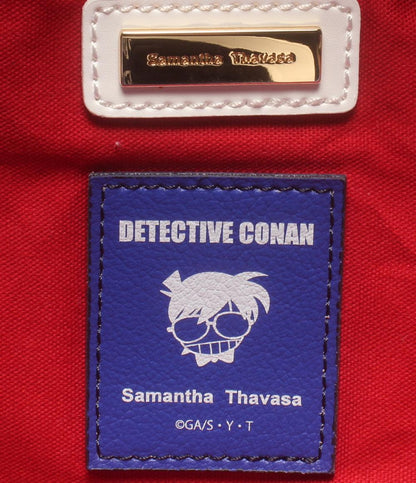 Samantha Thavasa
DETECTIVE CONAN
Samantha Thavasa
©GA/S・Y・T